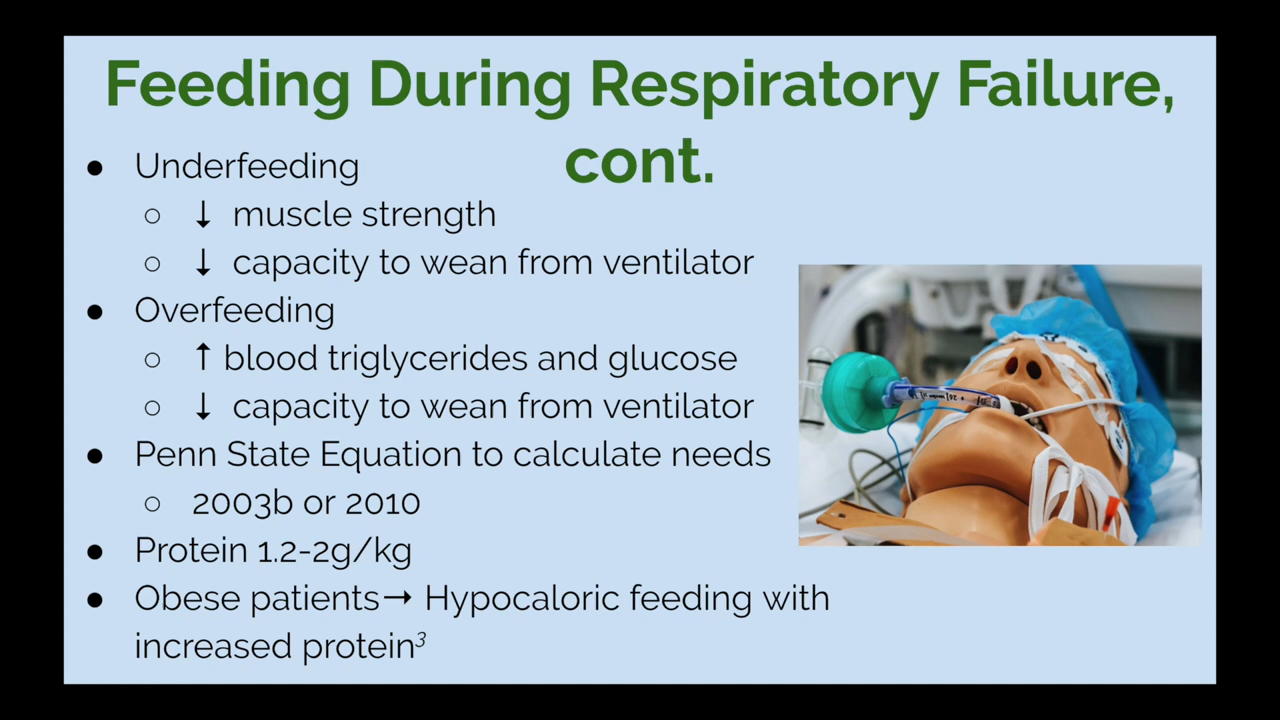 Feeding During Respiratory Failure,
cont.
● Underfeeding
○ ↓ muscle strength
○ ↓ capacity to wean from ventilator
● Overfeeding
○ ↑ blood triglycerides and glucose
○ ↓ capacity to wean from ventilator
● Penn State Equation to calculate needs
○ 2003b or 2010
● Protein 1.2-2g/kg
● Obese patients→ Hypocaloric feeding with
increased protein³